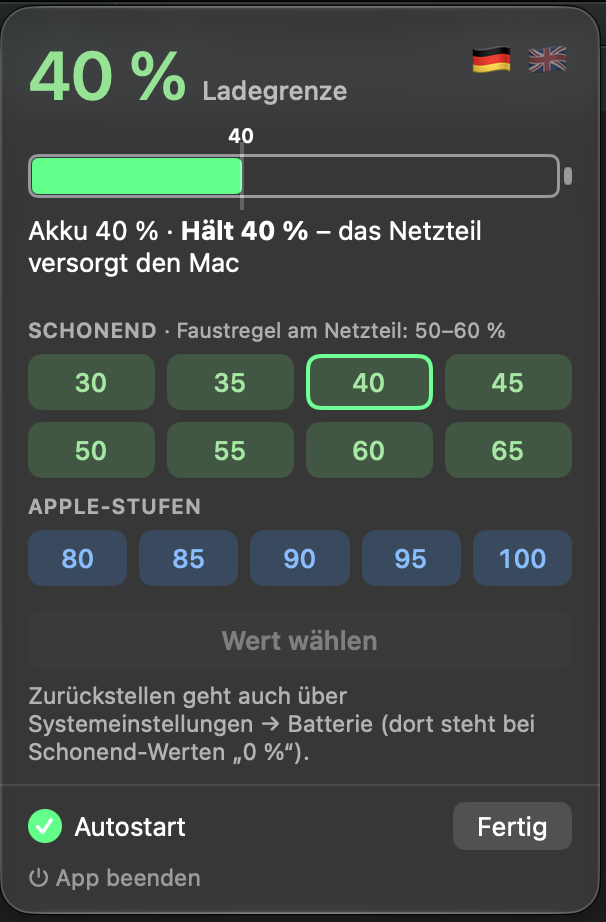 40 % Ladegrenze
40
Akku 40 % · Hält 40 % – das Netzteil
versorgt den Mac
SCHONEND · Faustregel am Netzteil: 50–60 %
30 35 40 45
50 55 60 65
APPLE-STUFEN
80 85 90 95 100
Wert wählen
Zurückstellen geht auch über
Systemeinstellungen → Batterie (dort steht bei
Schonend-Werten „0 %“).
Autostart Fertig
App beenden